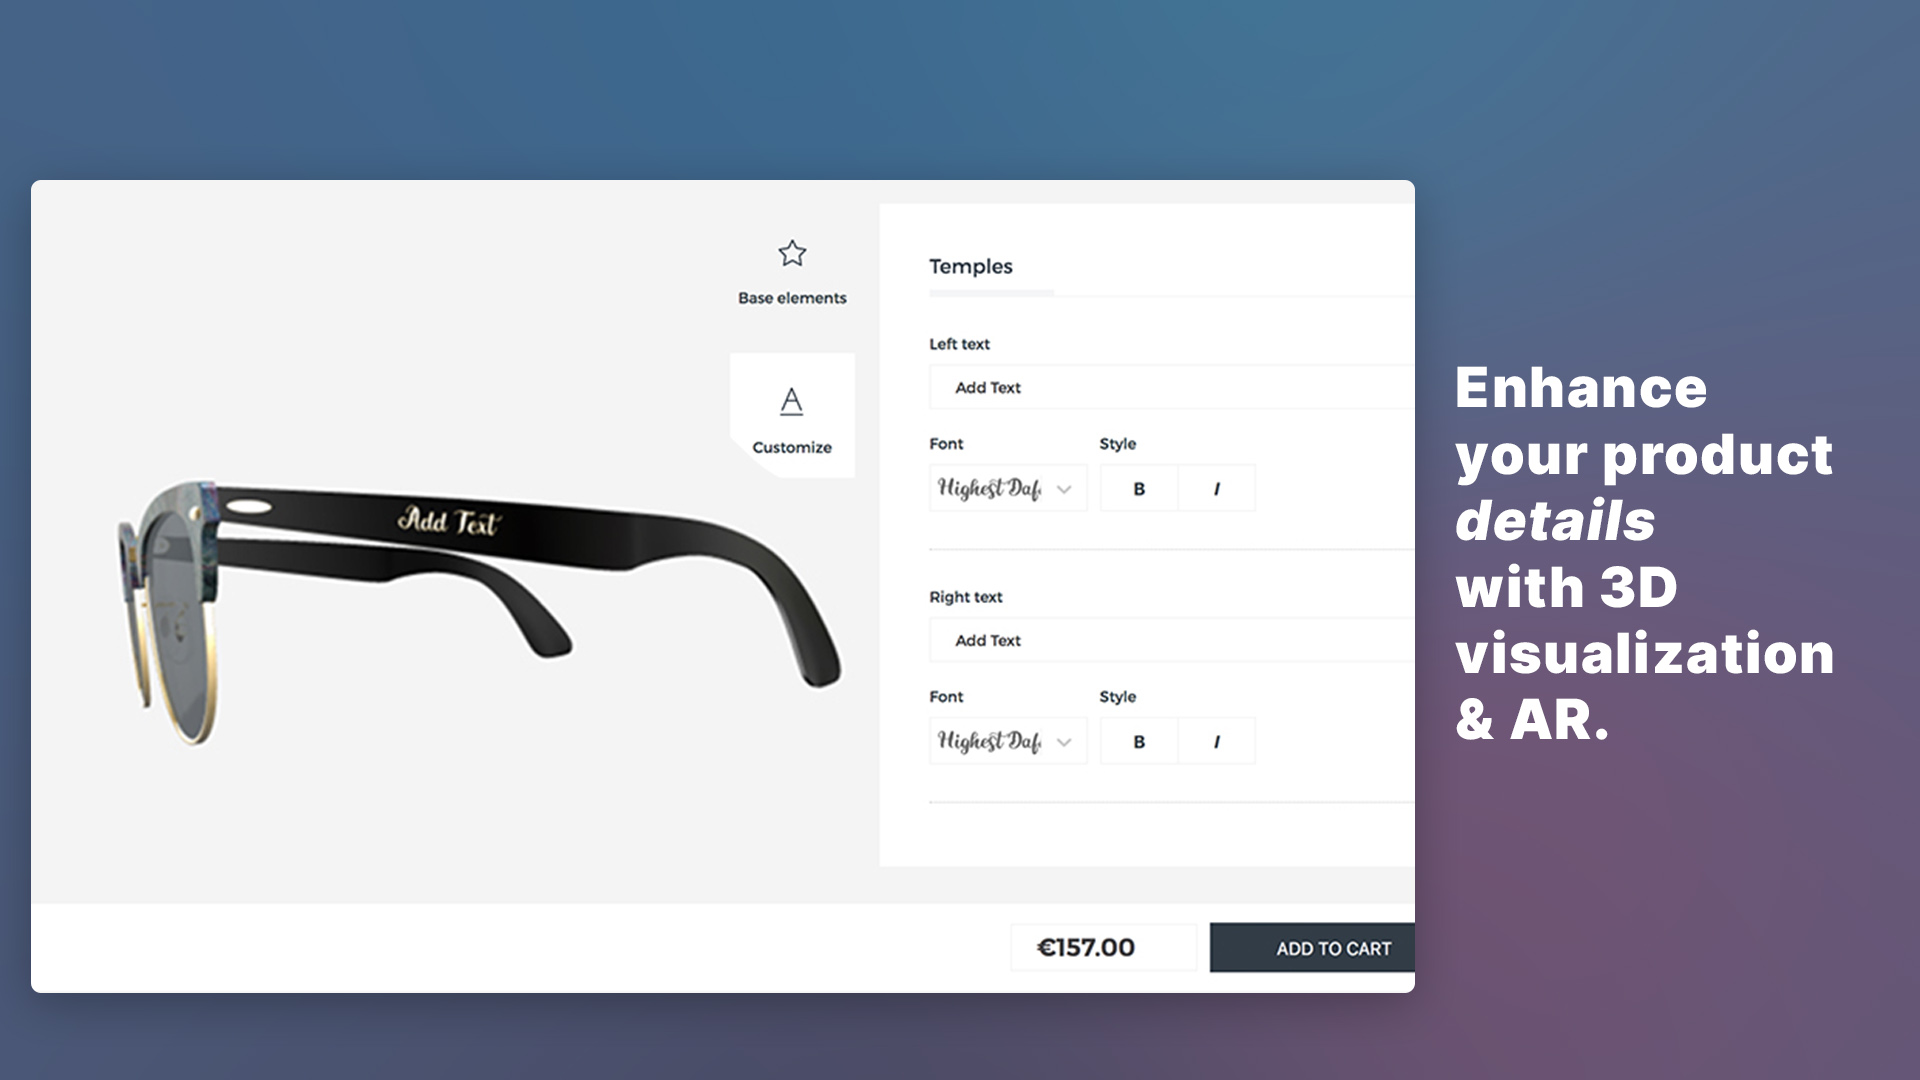 Base elements
Customize
Add Text
Temples
Left text
Add Text
Font Style
Highest Daf
B I
Right text
Add Text
Font Style
Highest Daf
B I
€157.00
ADD TO CART
Enhance
your product
details
with 3D
visualization
& AR.